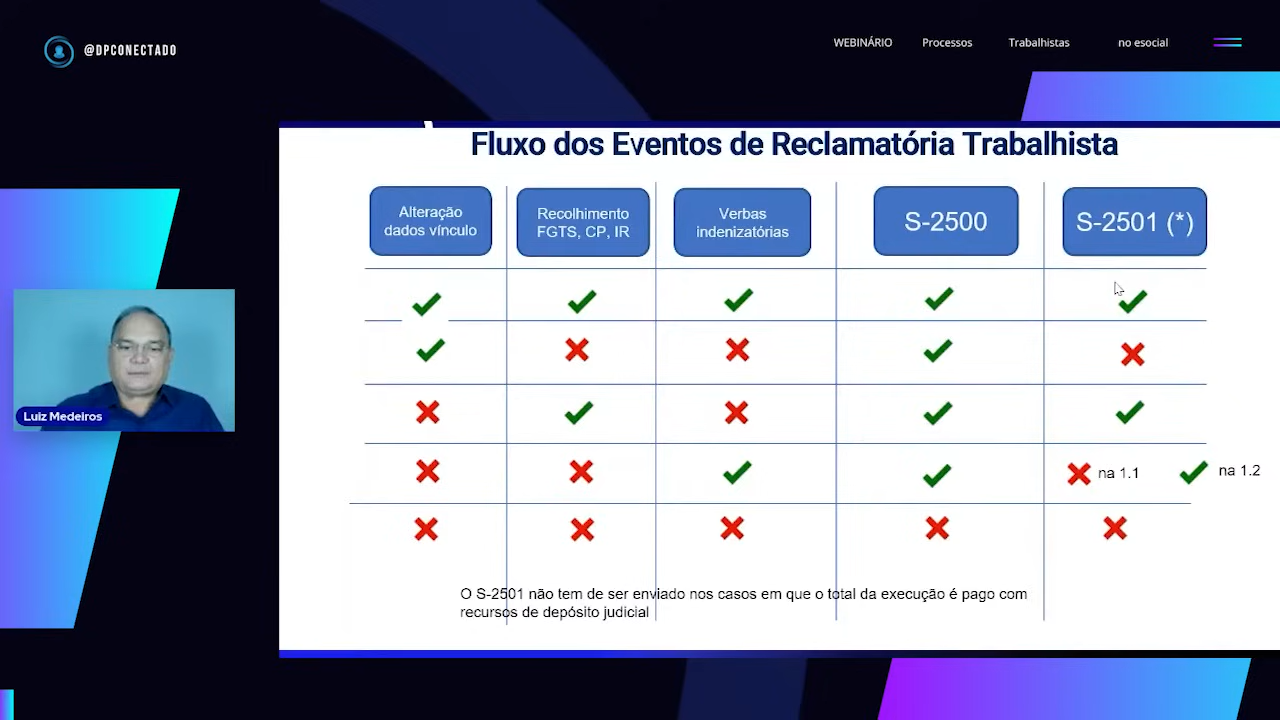 @DPCONECTADO
WEBINÁRIO Processos Trabalhistas no esocial
Fluxo dos Eventos de Reclamatória Trabalhista
Alteração
dados vínculo
Recolhimento
FGTS, CP, IR
Verbas
indenizatórias
S-2500
S-2501 (*)
na 1.1
na 1.2
O S-2501 não tem de ser enviado nos casos em que o total da execução é pago com
recursos de depósito judicial
Luiz Medeiros